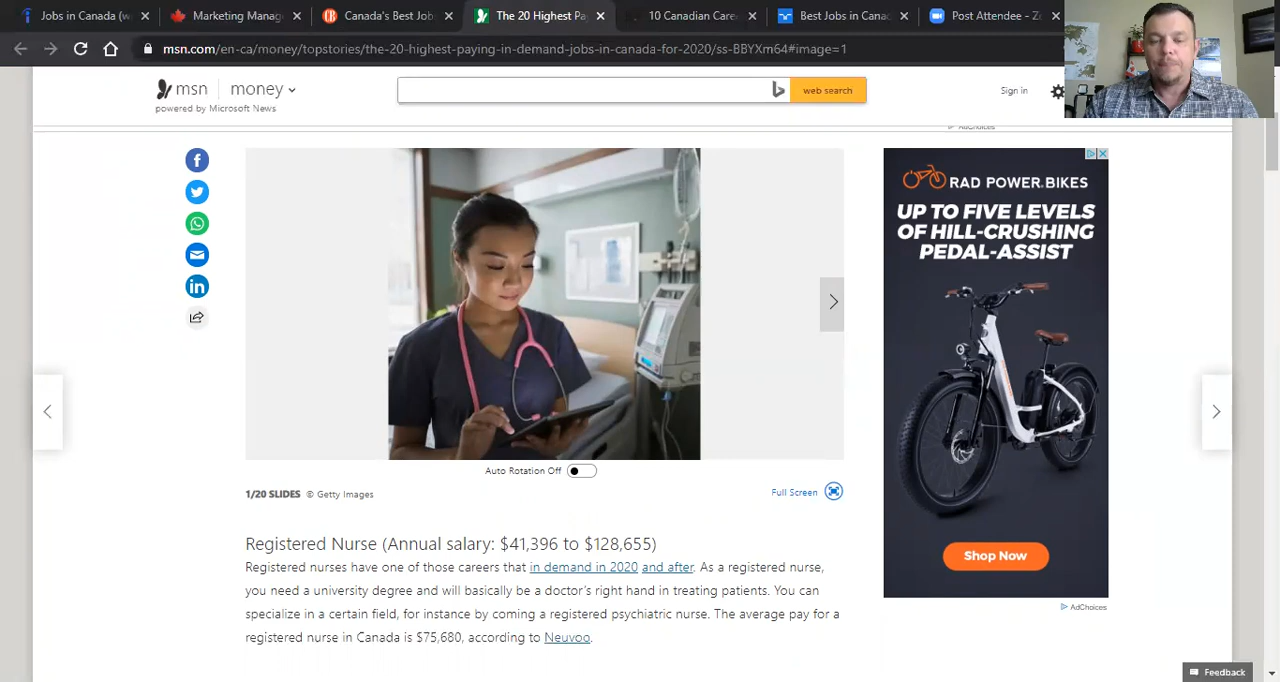 Jobs in Canada (w
Marketing Manag
Canada's Best Job
The 20 Highest Pa
10 Canadian Care
Best Jobs in Canac
Post Attendee - Z
msn.com/en-ca/money/topstories/the-20-highest-paying-in-demand-jobs-in-canada-for-2020/ss-BBYXm64#image=1
msn money
powered by Microsoft News
web search
Sign in
AdChoices
RAD POWER BIKES
UP TO FIVE LEVELS
OF HILL-CRUSHING
PEDAL-ASSIST
Shop Now
AdChoices
Auto Rotation Off
1/20 SLIDES © Getty Images
Full Screen
Registered Nurse (Annual salary: $41,396 to $128,655)
Registered nurses have one of those careers that in demand in 2020 and after. As a registered nurse,
you need a university degree and will basically be a doctor's right hand in treating patients. You can
specialize in a certain field, for instance by coming a registered psychiatric nurse. The average pay for a
registered nurse in Canada is $75,680, according to Neuvoo.
Feedback